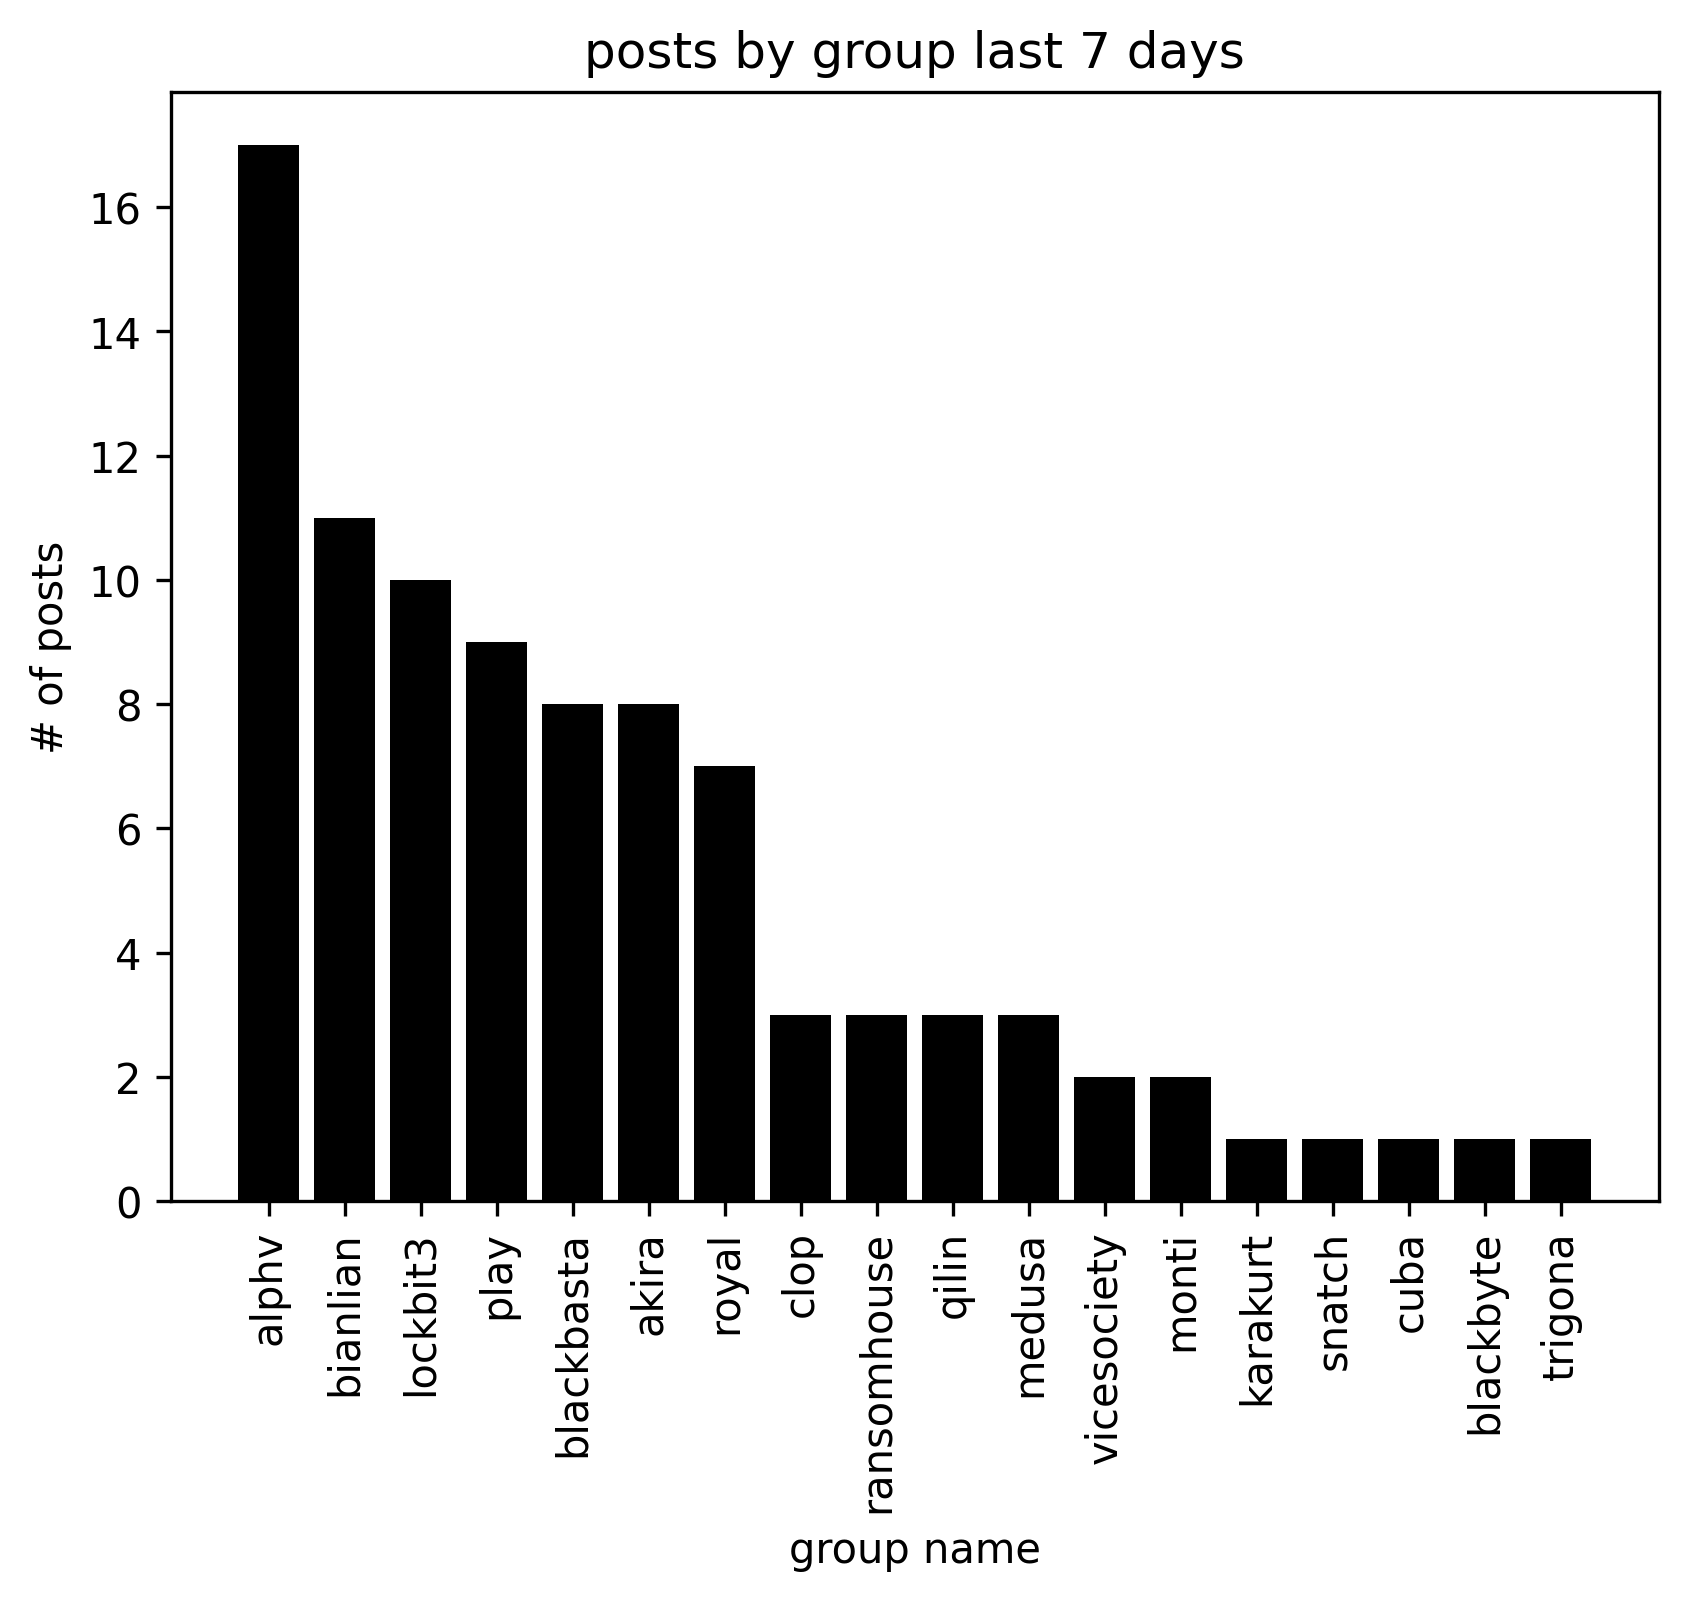 posts by group last 7 days
# of posts
16
14
12
10
8
6
4
2
0
alphv
bianlian
lockbit3
play
blackbasta
akira
royal
clop
ransomhouse
qilin
medusa
vicesociety
monti
karakurt
snatch
cuba
blackbyte
trigona
group name